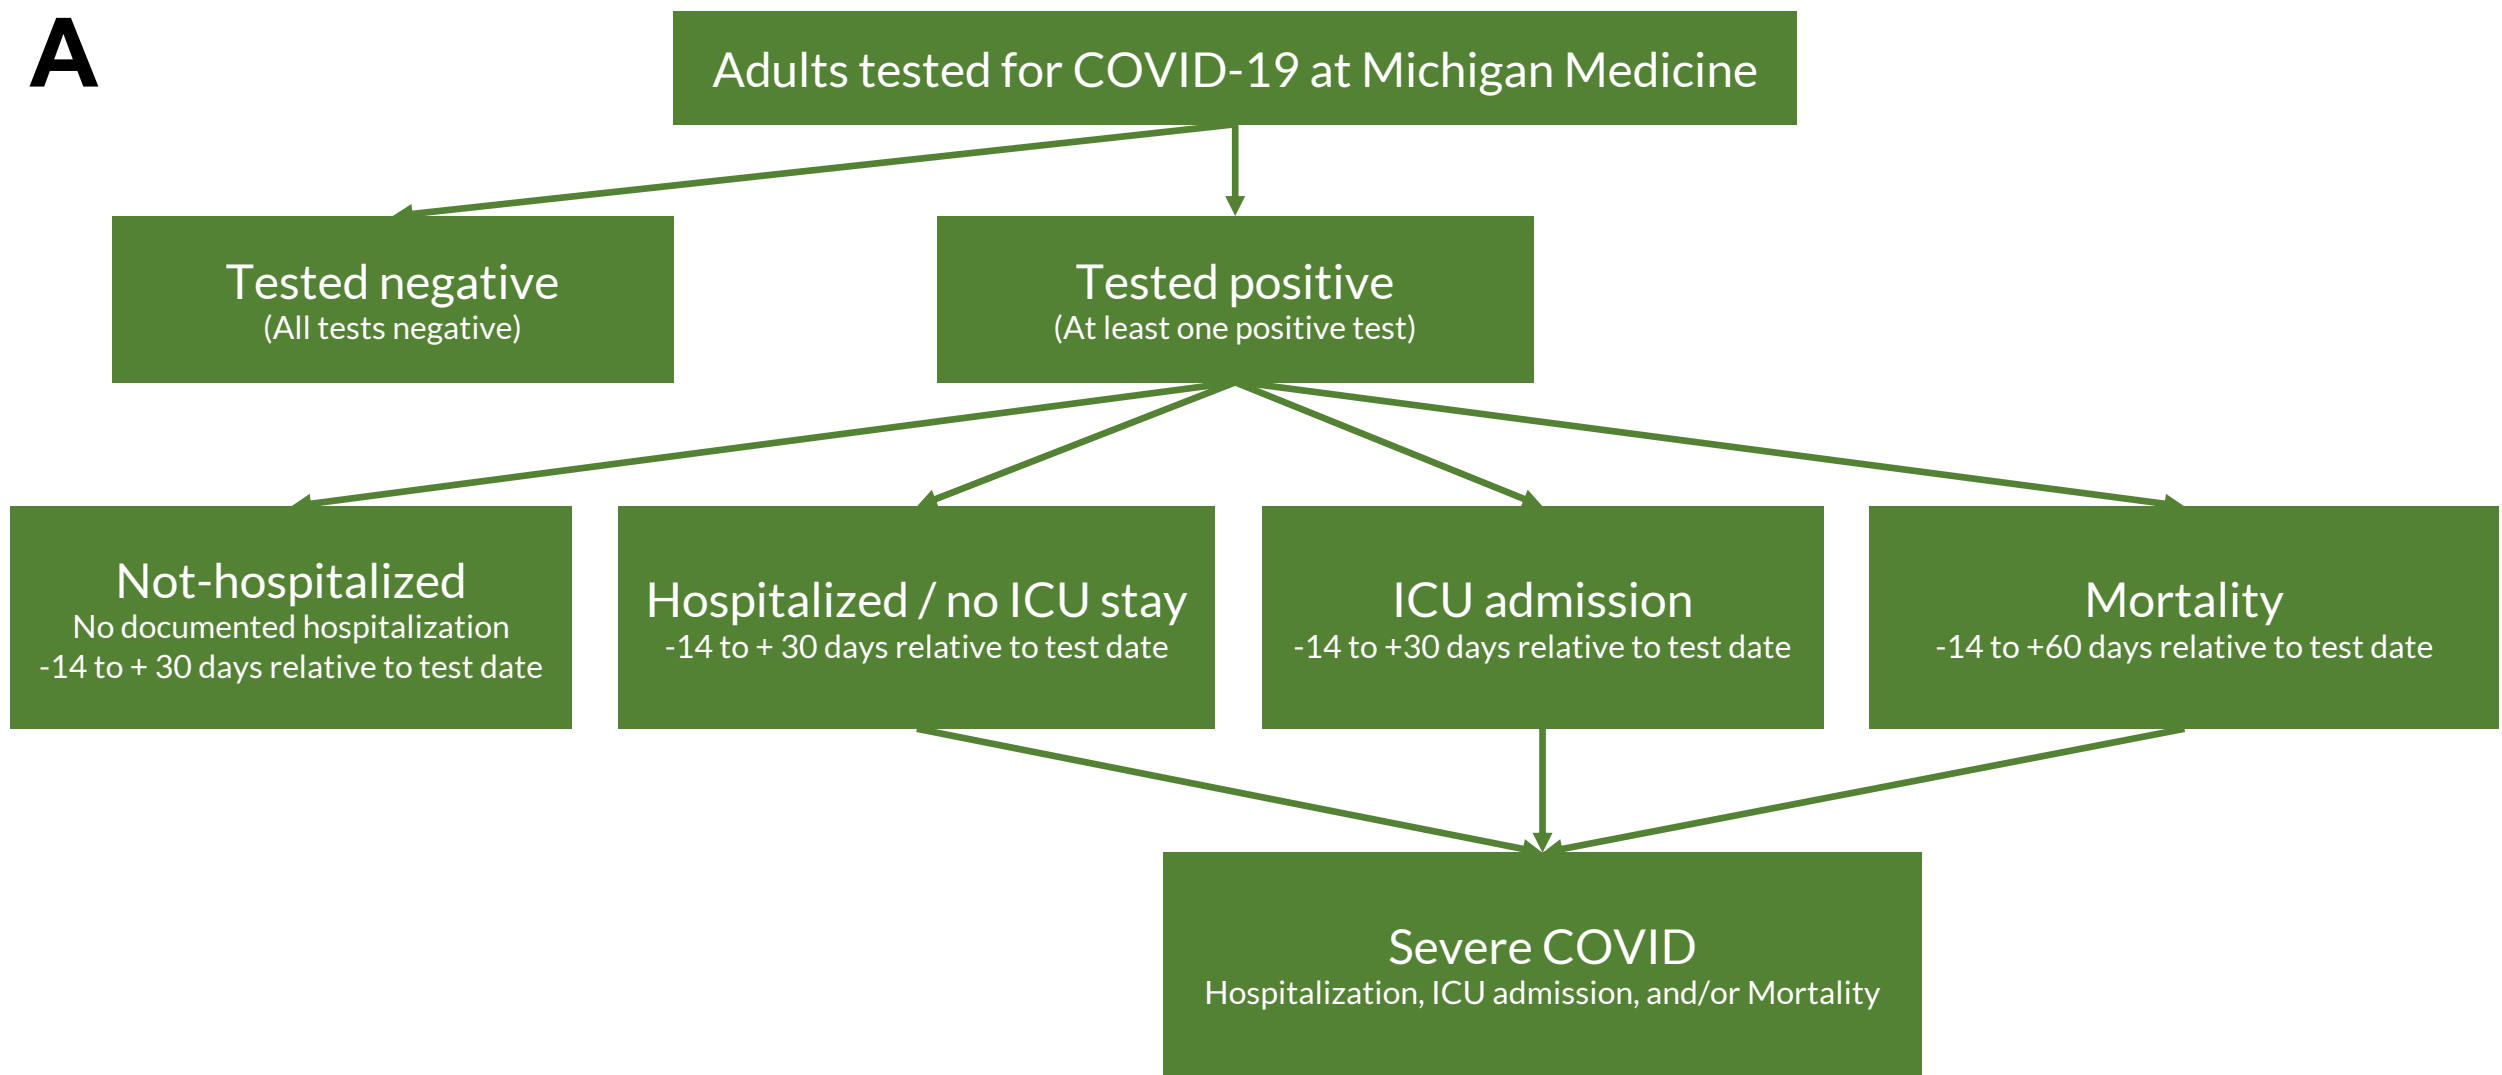 A
Adults tested for COVID-19 at Michigan Medicine
Tested negative
(All tests negative)
Tested positive
(At least one positive test)
Not-hospitalized
No documented hospitalization
-14 to + 30 days relative to test date
Hospitalized / no ICU stay
-14 to + 30 days relative to test date
ICU admission
-14 to +30 days relative to test date
Mortality
-14 to +60 days relative to test date
Severe COVID
Hospitalization, ICU admission, and/or Mortality